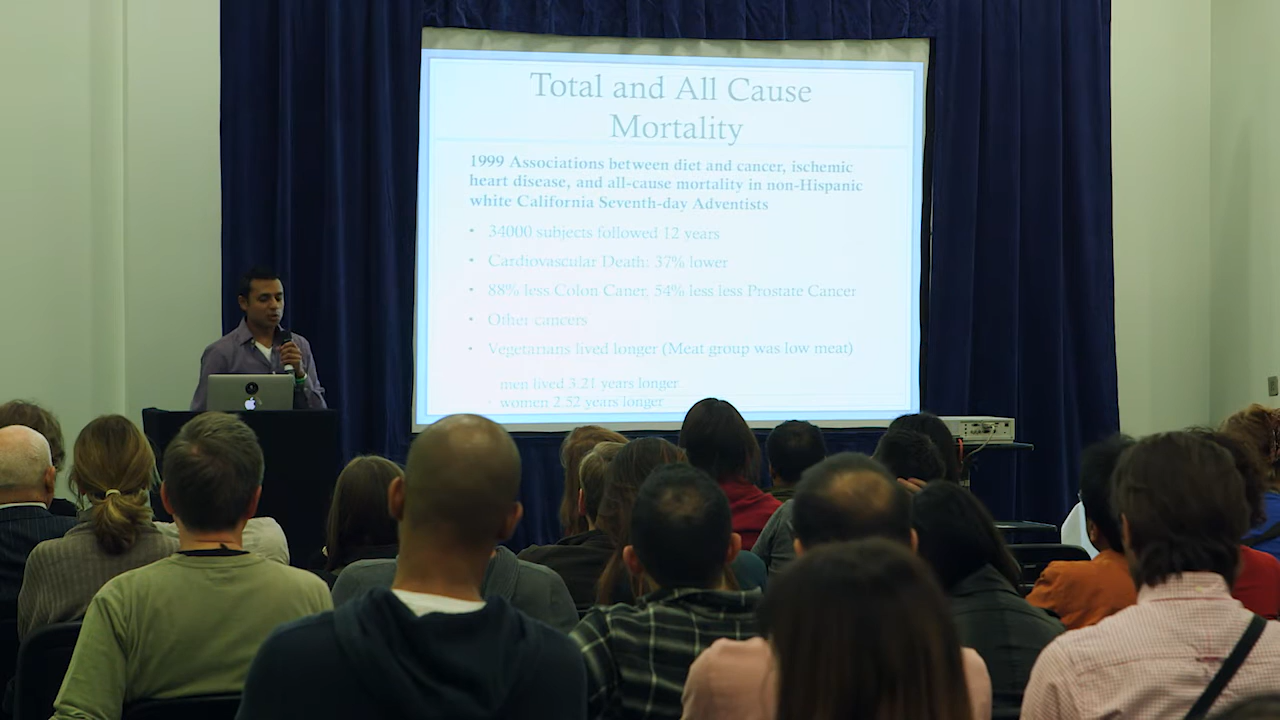 Total and All Cause
Mortality
1999 Associations between diet and cancer, ischemic
heart disease, and all-cause mortality in non-Hispanic
white California Seventh-day Adventists
• 34000 subjects followed 12 years
• Cardiovascular Death: 37% lower
• 88% less Colon Caner, 54% less less Prostate Cancer
• Other cancers
• Vegetarians lived longer (Meat group was low meat)
men lived 3.21 years longer
• women 2.52 years longer